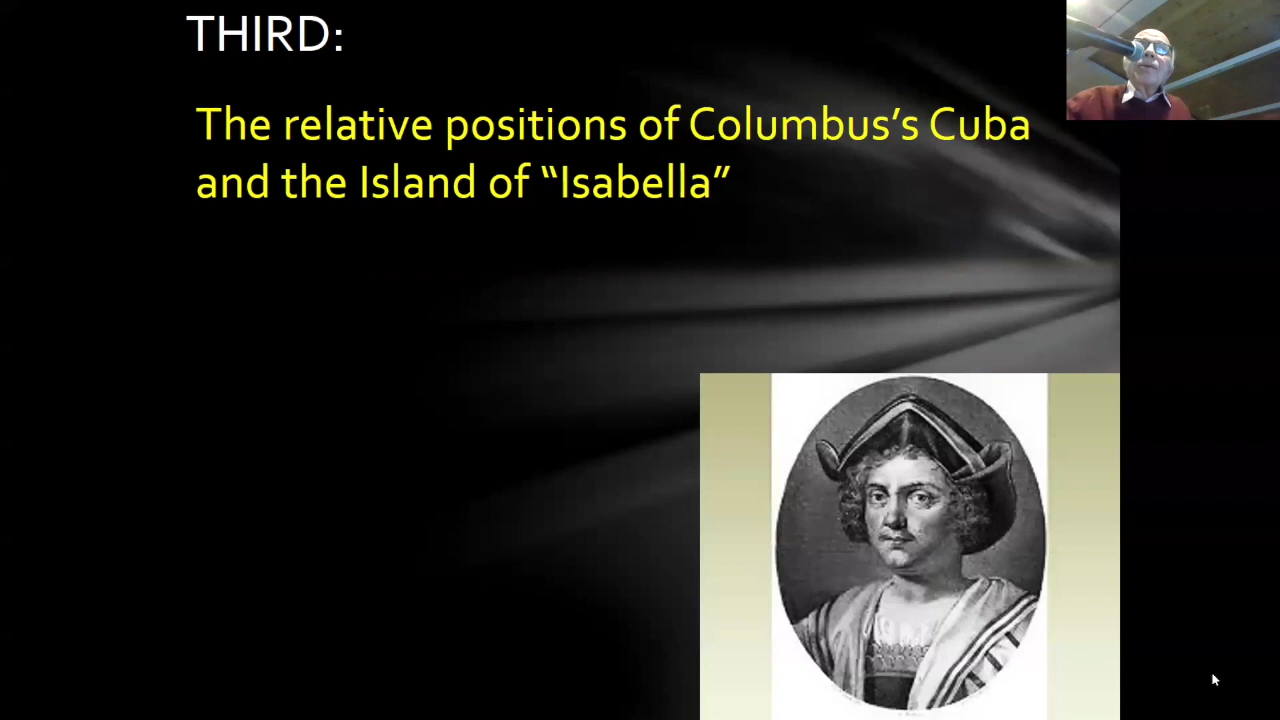 THIRD:
The relative positions of Columbus’s Cuba
and the Island of “Isabella”